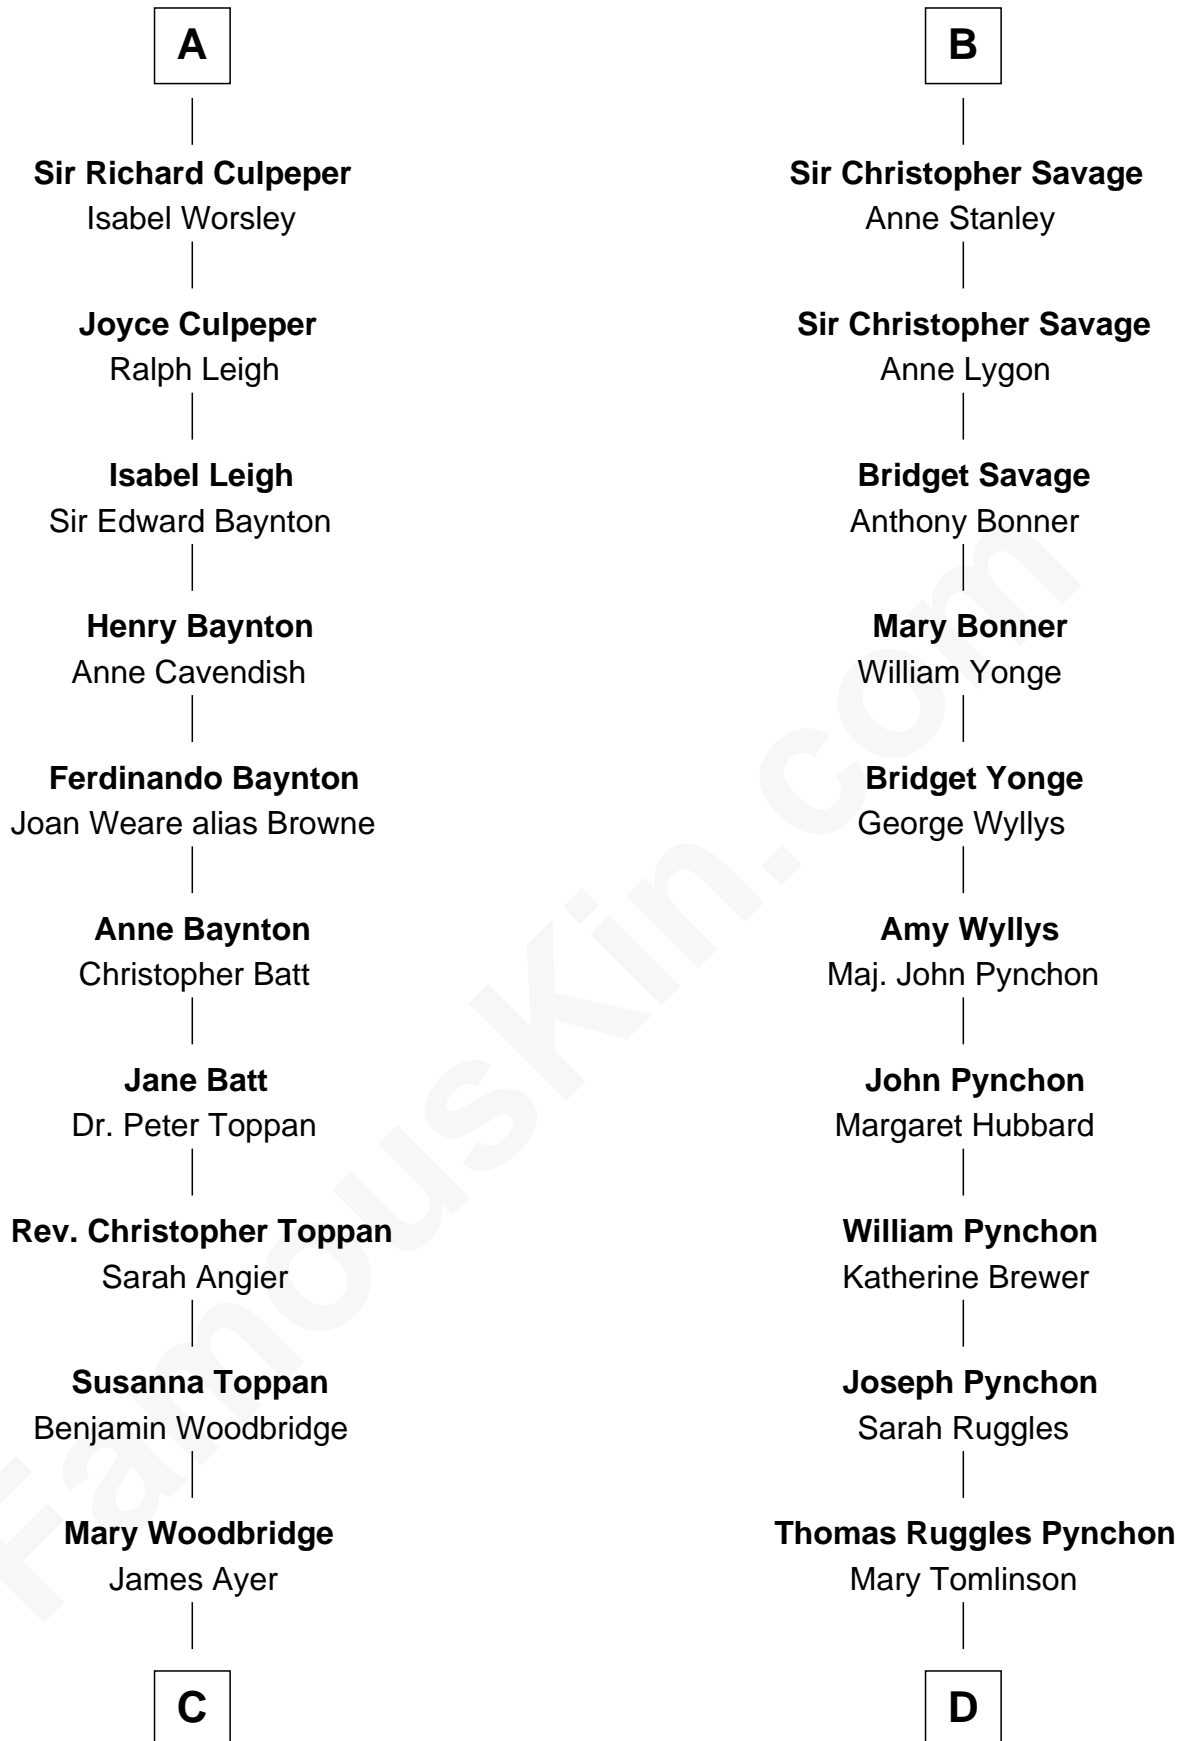 A
Sir Richard Culpeper
Isabel Worsley
Joyce Culpeper
Ralph Leigh
Isabel Leigh
Sir Edward Baynton
Henry Baynton
Anne Cavendish
Ferdinando Baynton
Joan Weare alias Browne
Anne Baynton
Christopher Batt
Jane Batt
Dr. Peter Toppan
Rev. Christopher Toppan
Sarah Angier
Susanna Toppan
Benjamin Woodbridge
Mary Woodbridge
James Ayer
C
B
Sir Christopher Savage
Anne Stanley
Sir Christopher Savage
Anne Lygon
Bridget Savage
Anthony Bonner
Mary Bonner
William Yonge
Bridget Yonge
George Wyllys
Amy Wyllys
Maj. John Pynchon
John Pynchon
Margaret Hubbard
William Pynchon
Katherine Brewer
Joseph Pynchon
Sarah Ruggles
Thomas Ruggles Pynchon
Mary Tomlinson
D
FamousKin.com